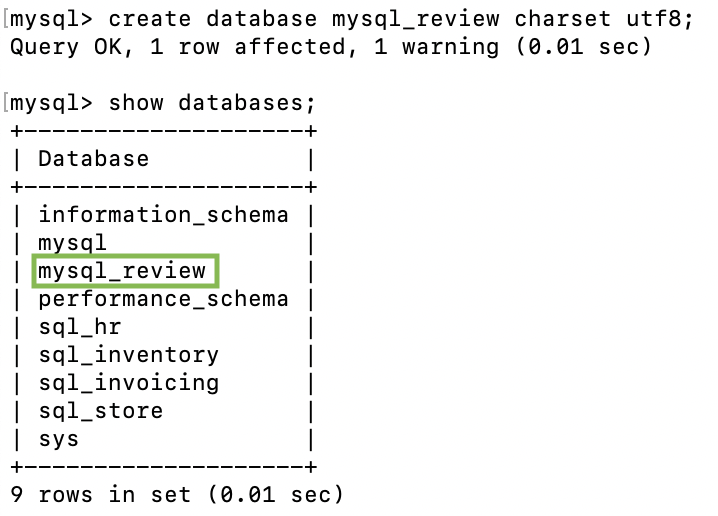 [mysql> create database mysql_review charset utf8;
Query OK, 1 row affected, 1 warning (0.01 sec)
[mysql> show databases;
+--------------------+
| Database           |
+--------------------+
| information_schema |
| mysql              |
| mysql_review       |
| performance_schema |
| sql_hr             |
| sql_inventory      |
| sql_invoicing      |
| sql_store          |
| sys                |
+--------------------+
9 rows in set (0.01 sec)